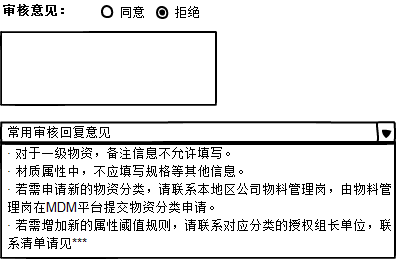 审核意见： 同意 拒绝
常用审核回复意见
· 对于一级物资，备注信息不允许填写。
· 材质属性中，不应填写规格等其他信息。
· 若需申请新的物资分类，请联系本地区公司物料管理岗，由物料管
理岗在MDM平台提交物资分类申请。
· 若需增加新的属性阈值规则，请联系对应分类的授权组长单位，联
系清单请见***